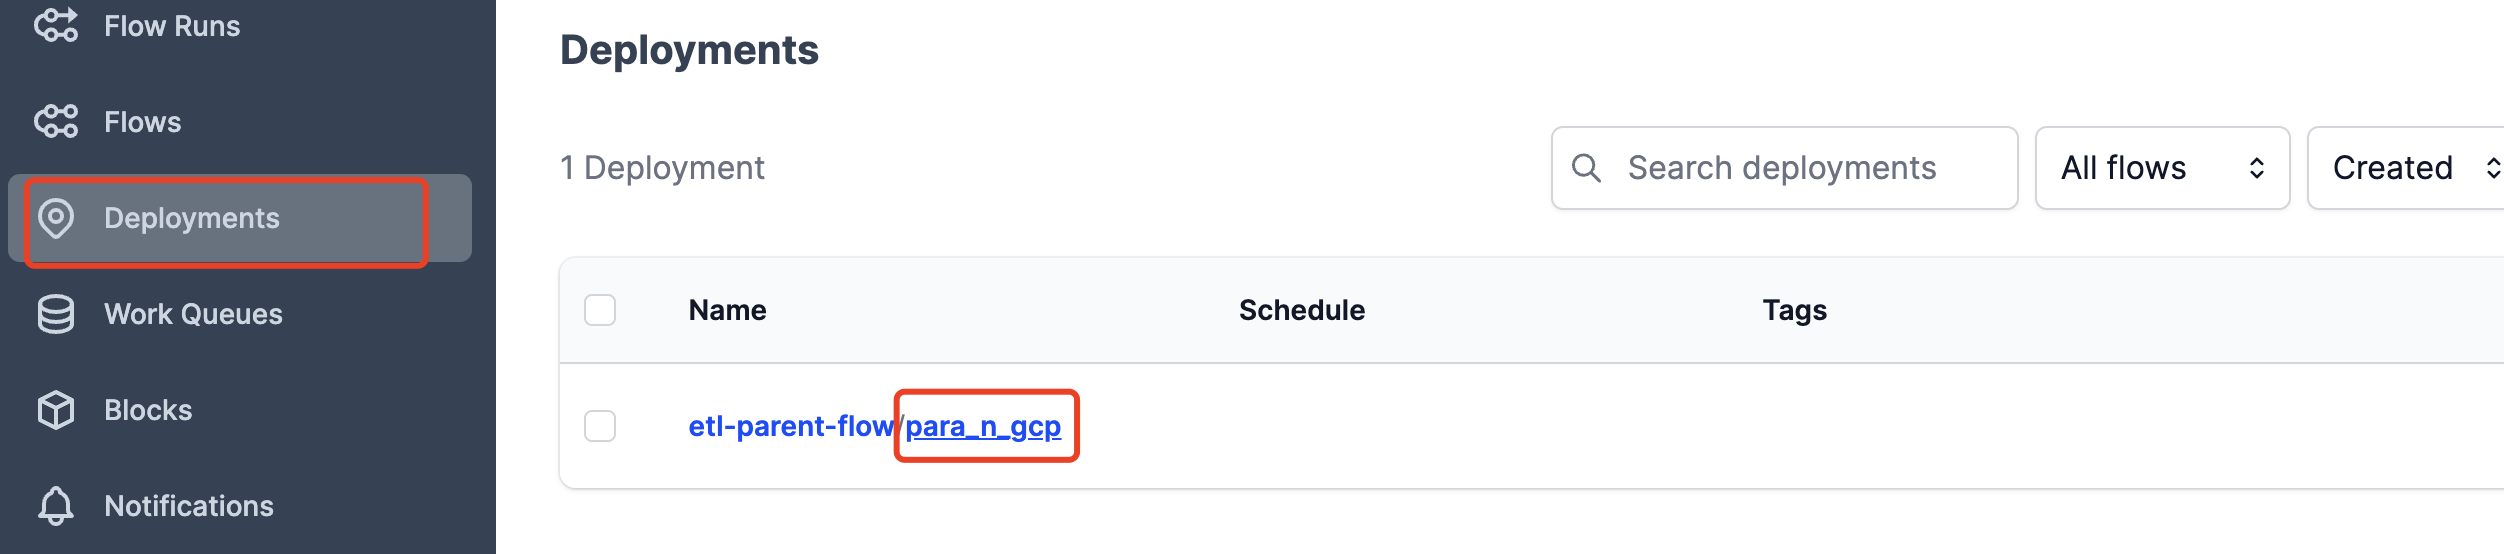 Flow Runs
Flows
Deployments
Work Queues
Blocks
Notifications
Deployments
1 Deployment
Search deployments
All flows
Created
Name Schedule Tags
etl-parent-flow/para_n_gcp